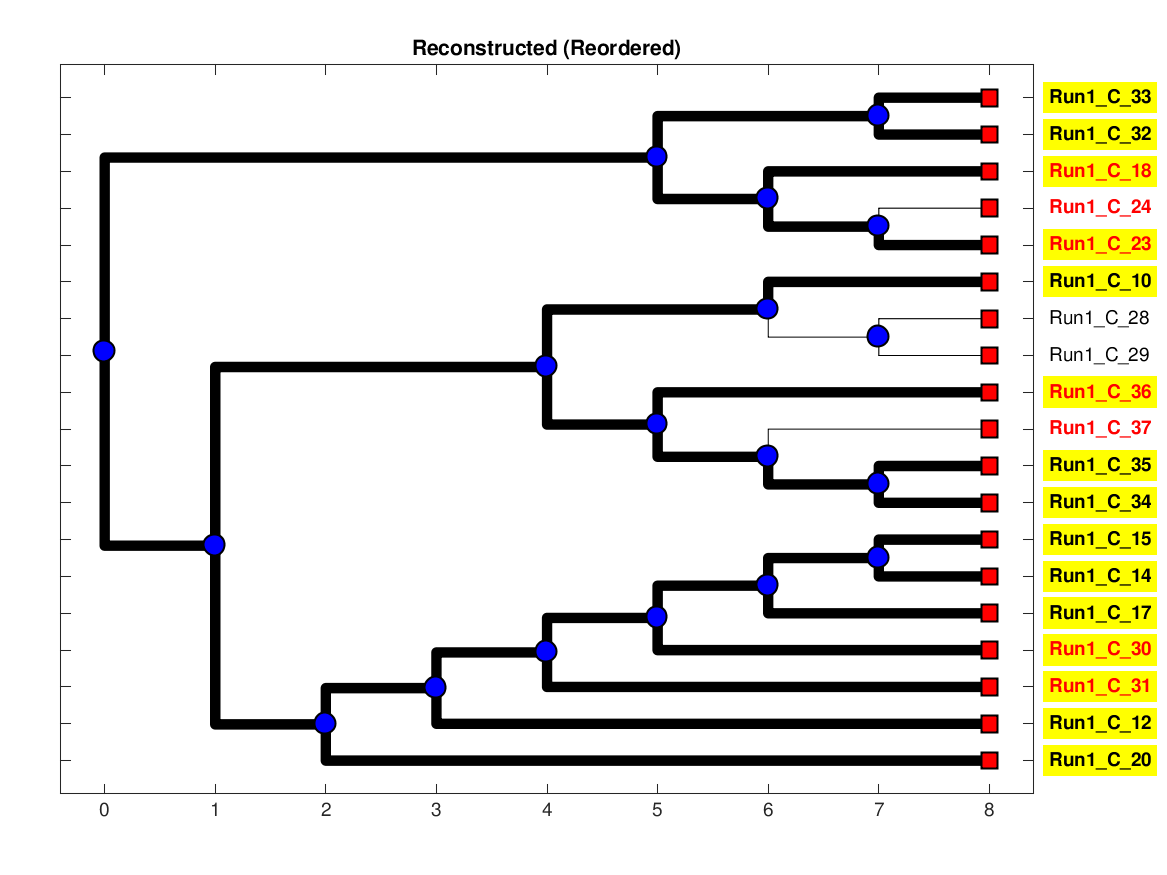 Reconstructed (Reordered)
Run1_C_33
Run1_C_32
Run1_C_18
Run1_C_24
Run1_C_23
Run1_C_10
Run1_C_28
Run1_C_29
Run1_C_36
Run1_C_37
Run1_C_35
Run1_C_34
Run1_C_15
Run1_C_14
Run1_C_17
Run1_C_30
Run1_C_31
Run1_C_12
Run1_C_20
0 1 2 3 4 5 6 7 8